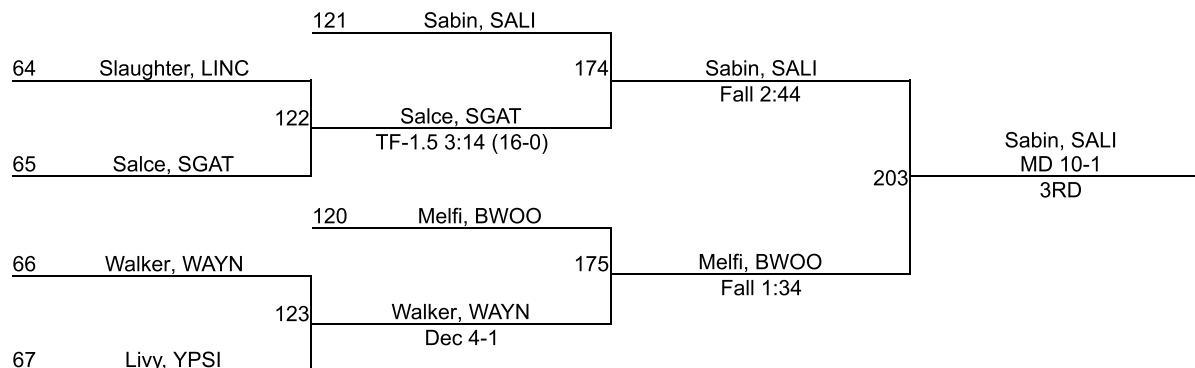 121 Sabin, SALI
64 Slaughter, LINC
174 Sabin, SALI
Fall 2:44
122 Salce, SGAT
TF-1.5 3:14 (16-0)
Sabin, SALI
65 Salce, SGAT
MD 10-1
203
3RD
120 Melfi, BWOO
66 Walker, WAYN
175 Melfi, BWOO
Fall 1:34
123 Walker, WAYN
Dec 4-1
67 Livy, YPSI